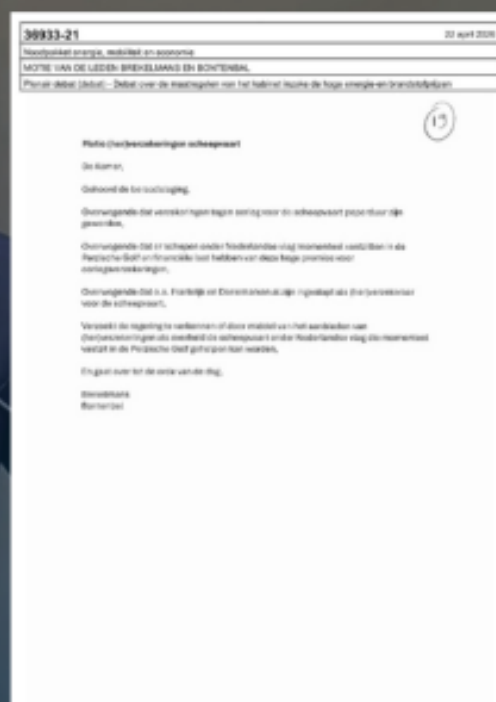 36933-21
22 april 2026
Noodpakket energie, mobiliteit en economie
MOTIE VAN DE LEDEN BREKELMANS EN BONTENBAL
Plenair debat (debat) - Debat over de maatregelen van het kabinet inzake de hoge energie-en brandstofprijzen
Motie (her)verzekeringen scheepvaart
De Kamer,
Gehoord de beraadslaging,
Overwegende dat verzekeringen tegen oorlog voor de scheepvaart peperduur zijn
geworden,
Overwegende dat er schepen onder Nederlandse vlag momenteel vastzitten in de
Perzische Golf en financiële last hebben van deze hoge premies voor
oorlogsverzekeringen,
Overwegende dat o.a. Frankrijk en Denemarken al zijn ingestapt als (her)verzekeraar
voor de scheepvaart,
Verzoekt de regering te verkennen of door middel van het aanbieden van
(her)verzekeringen als overheid de scheepvaart onder Nederlandse vlag die momenteel
vastzit in de Perzische Golf geholpen kan worden,
En gaat over tot de orde van de dag,
Brekelmans
Bontenbal